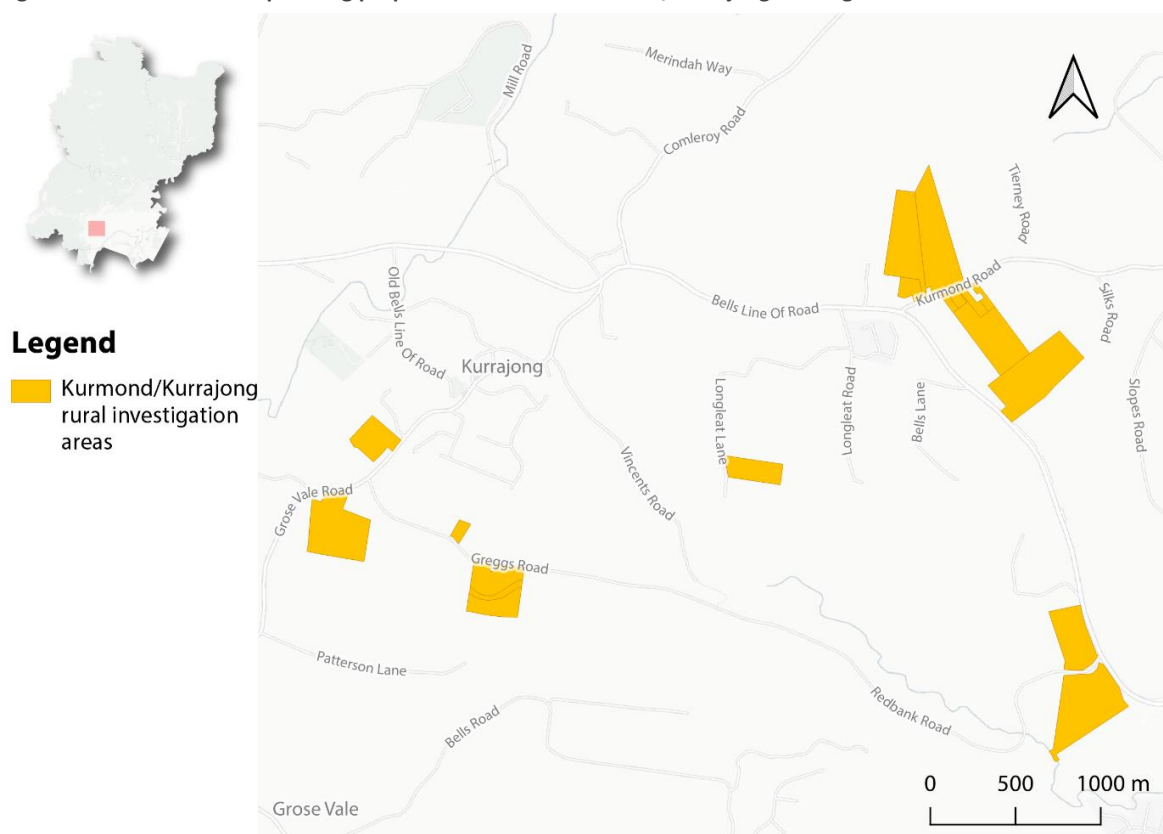 Legend
Kurmond/Kurrajong
rural investigation
areas
Mill Road
Merindah Way
Comleroy Road
Tierney Road
Kurmond Road
Silks Road
Old Bells Line Of Road
Bells Line Of Road
Kurrajong
Longleat Lane
Longleat Road
Bells Lane
Slopes Road
Vincents Road
Grose Vale Road
Greggs Road
Patterson Lane
Redbank Road
Bells Road
Grose Vale
0 500 1000 m